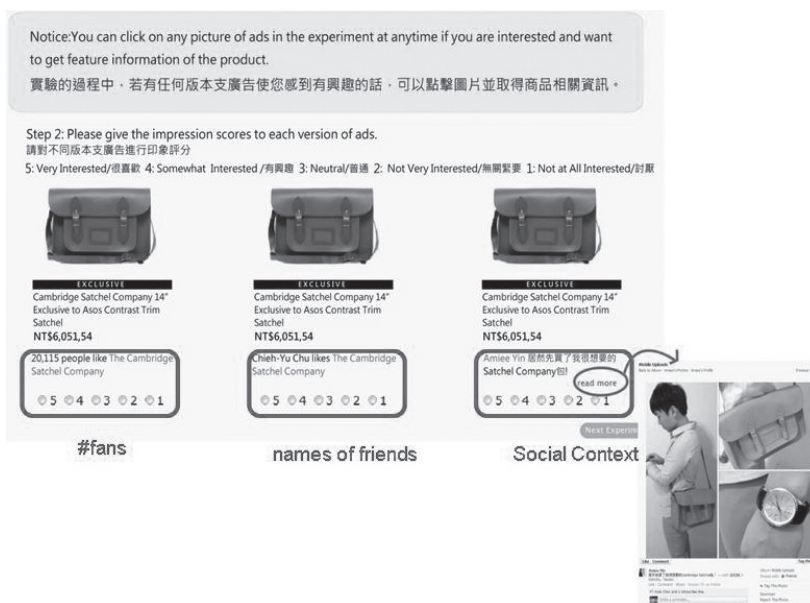 Notice:You can click on any picture of ads in the experiment at anytime if you are interested and want
to get feature information of the product.
實驗的過程中，若有任何版本支廣告使您感到有興趣的話，可以點擊圖片並取得商品相關資訊。
Step 2: Please give the impression scores to each version of ads.
請對不同版本支廣告進行印象評分
5: Very Interested/很喜歡 4: Somewhat Interested /有興趣 3: Neutral/普通 2: Not Very Interested/無關緊要 1: Not at All Interested/討厭
EXCLUSIVE
Cambridge Satchel Company 14"
Exclusive to Asos Contrast Trim
Satchel
NT$6,051,54
20,115 people like The Cambridge
Satchel Company
5 4 3 2 1
#fans
EXCLUSIVE
Cambridge Satchel Company 14"
Exclusive to Asos Contrast Trim
Satchel
NT$6,051,54
Chieh-Yu Chu likes The Cambridge
Satchel Company
5 4 3 2 1
names of friends
EXCLUSIVE
Cambridge Satchel Company 14"
Exclusive to Asos Contrast Trim
Satchel
NT$6,051,54
Amiee Yin 居然先買了我很想要的
Satchel Company包!
read more
5 4 3 2 1
Next Experim
Social Context
Mobile Uploads
Like Comment